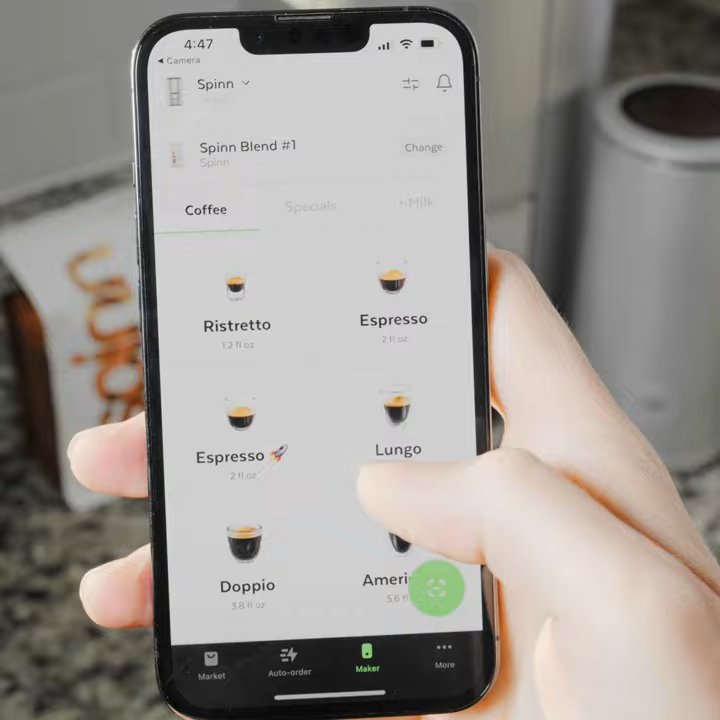 4:47
◀ Camera
Spinn
Spinn Blend #1
Spinn
Change
Coffee
Specials
+Milk
Ristretto
1.2 fl oz
Espresso
2 fl oz
Espresso 🚀
2 fl oz
Lungo
Doppio
3.8 fl oz
Ameri
5.6 fl
Market
Auto-order
Maker
More